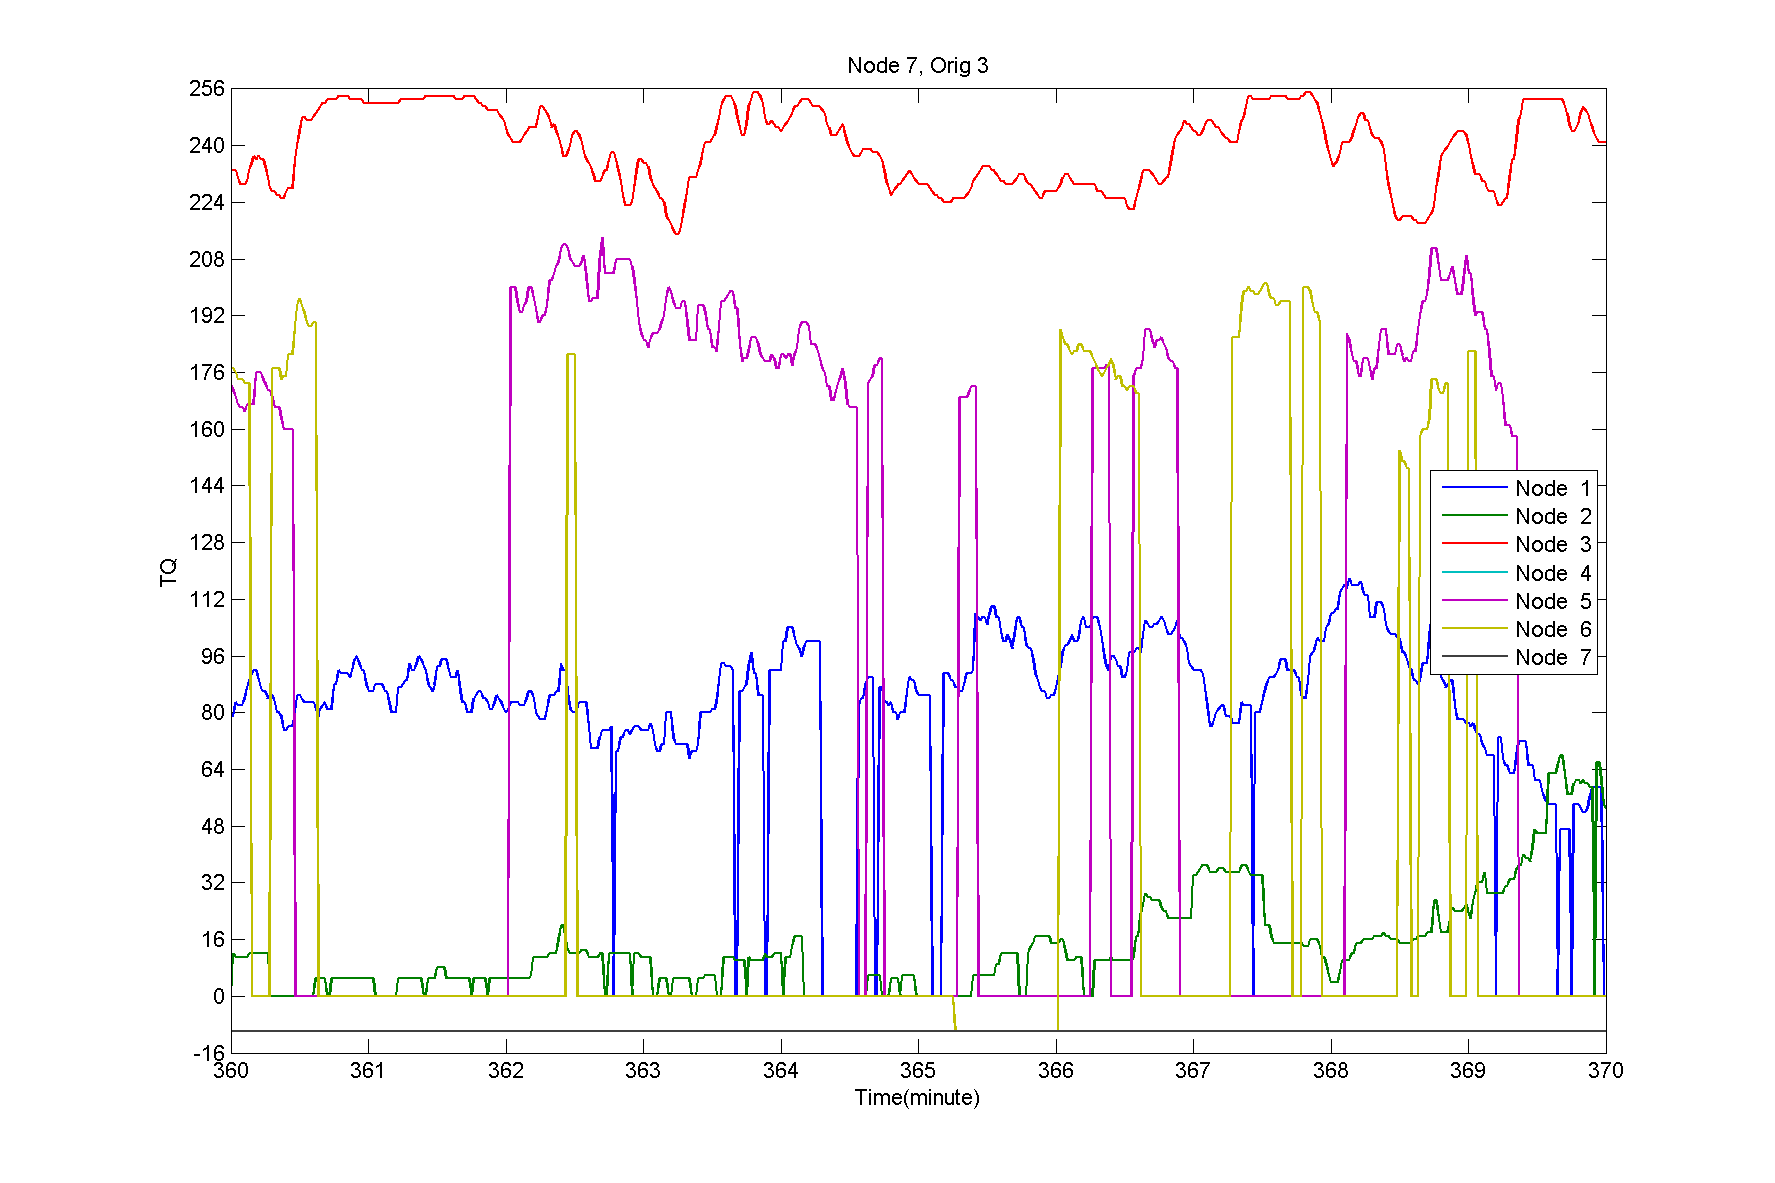 Node 7, Orig 3
256
240
224
208
192
176
160
144
128
112
96
80
64
48
32
16
0
-16
TQ
Node 1
Node 2
Node 3
Node 4
Node 5
Node 6
Node 7
360 361 362 363 364 365 366 367 368 369 370
Time(minute)